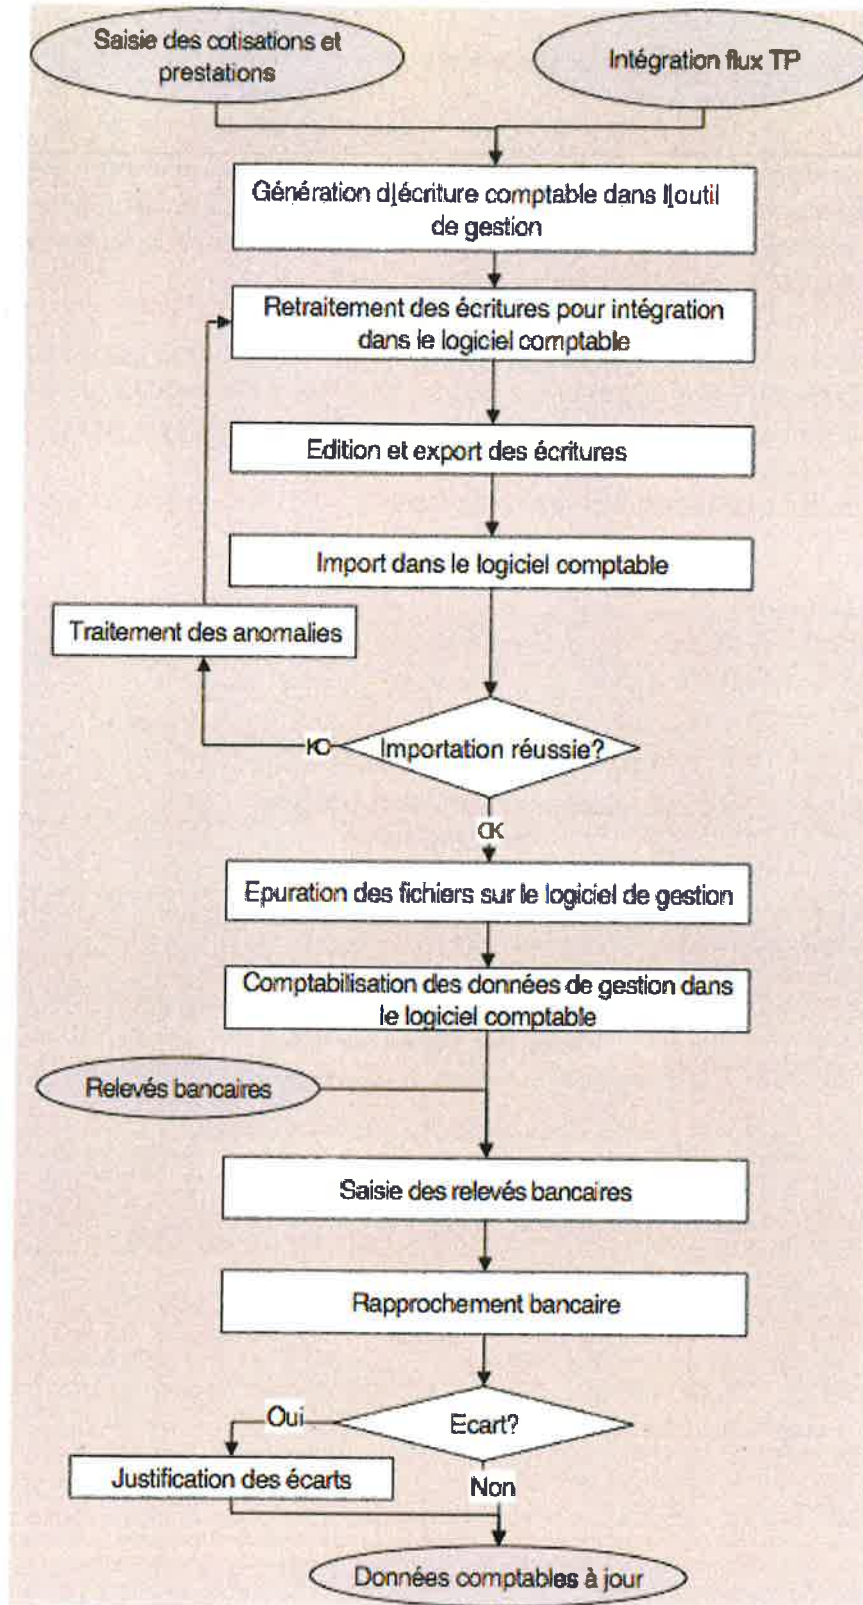 Saisie des cotisations et
prestations
Intégration flux TP
Génération d'écriture comptable dans l'outil
de gestion
Retraitement des écritures pour intégration
dans le logiciel comptable
Edition et export des écritures
Import dans le logiciel comptable
Traitement des anomalies
KO
Importation réussie?
OK
Epuration des fichiers sur le logiciel de gestion
Comptabilisation des données de gestion dans
le logiciel comptable
Relevés bancaires
Saisie des relevés bancaires
Rapprochement bancaire
Oui
Ecart?
Justification des écarts
Non
Données comptables à jour